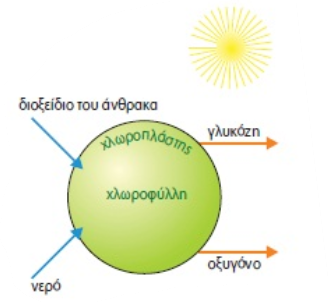 διοξείδιο του άνθρακα
γλυκόζη
χλωροπλάστης
χλωροφύλλη
οξυγόνο
νερό